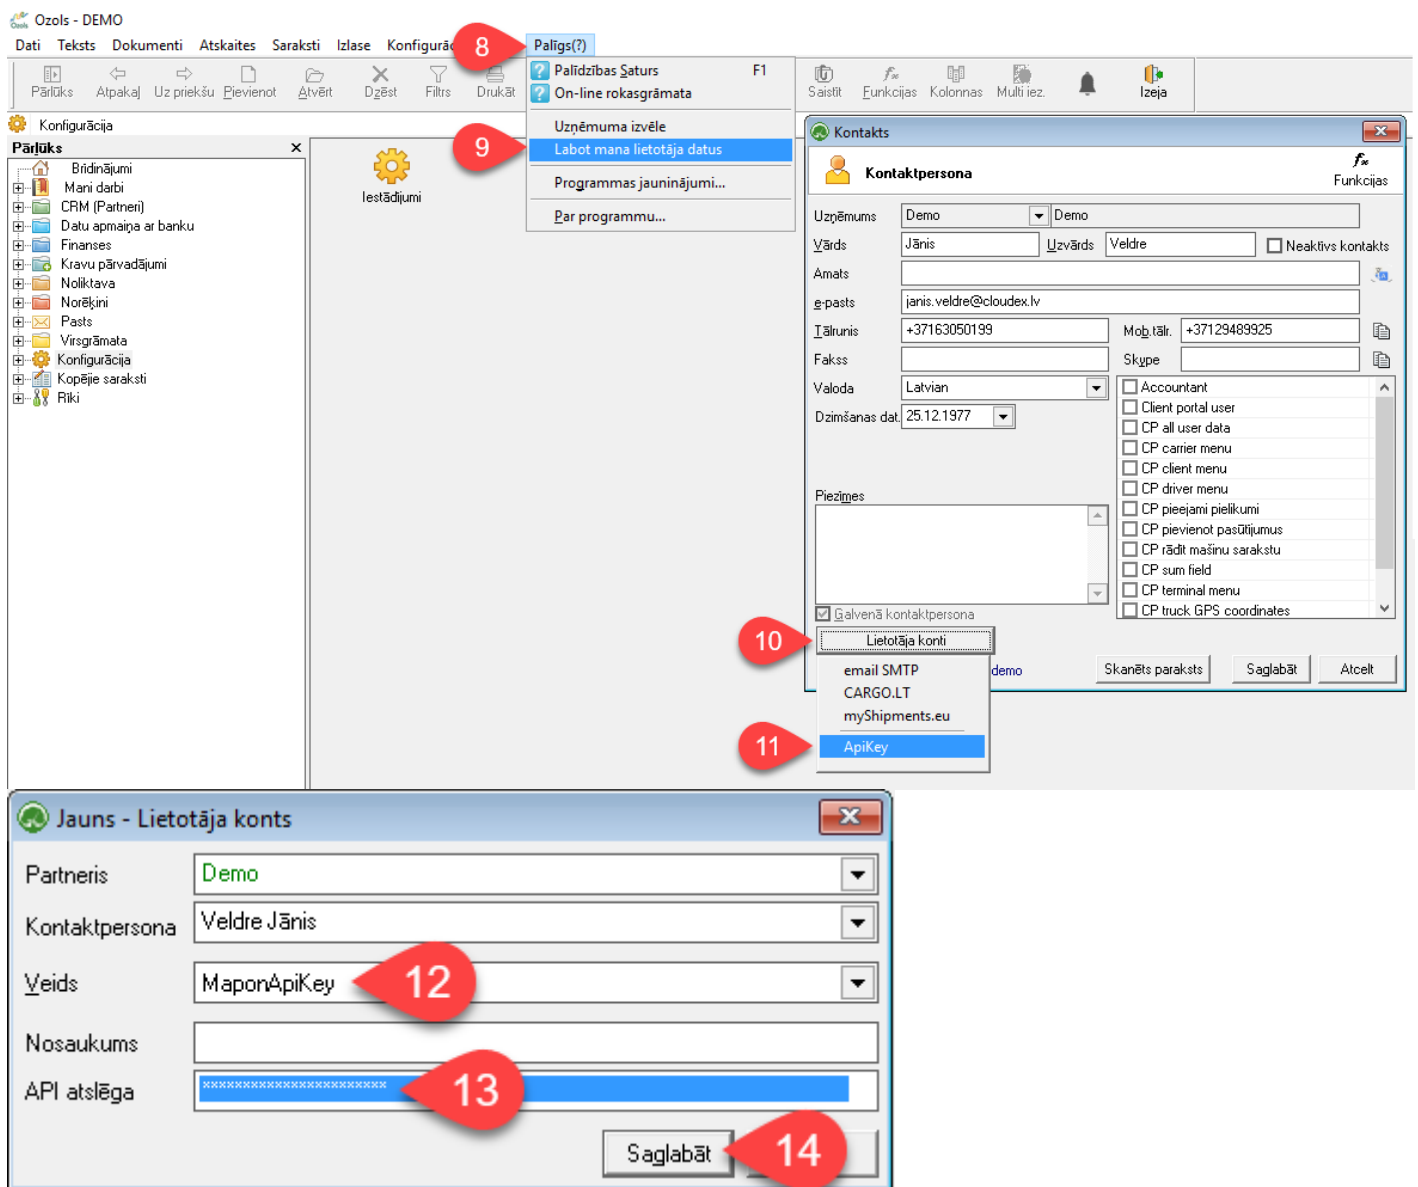 Ozols - DEMO
Dati Teksts Dokumenti Atskaites Saraksti Izlase Konfigurāc 8 Palīgs(?)
Pārlūks Atpakaļ Uz priekšu Pievienot Atvērt Dzēst Filtrs Drukāt Saistīt Funkcijas Kolonnas Multi iez. Izeja
Palīdzības Saturs F1
On-line rokasgrāmata
Uzņēmuma izvēle
9 Labot mana lietotāja datus
Programmas jauninājumi...
Par programmu...
Konfigurācija
Pārlūks
Brīdinājumi
Mani darbi
CRM (Partneri)
Datu apmaiņa ar banku
Finanses
Kravu pārvadājumi
Noliktava
Norēķini
Pasts
Virsgrāmata
Konfigurācija
Kopējie saraksti
Rīki
Iestādījumi
Kontakts
Kontaktpersona
Funkcijas
Uzņēmums Demo Demo
Vārds Jānis Uzvārds Veldre Neaktīvs kontakts
Amats
e-pasts janis.veldre@cloudex.lv
Tālrunis +37163050199 Mob.tālr. +37129489925
Fakss Skype
Valoda Latvian
Dzimšanas dat. 25.12.1977
Accountant
Client portal user
CP all user data
CP carrier menu
CP client menu
CP driver menu
CP pieejami pielikumi
CP pievienot pasūtījumus
CP rādīt mašīnu sarakstu
CP sum field
CP terminal menu
CP truck GPS coordinates
Piezīmes
Galvenā kontaktpersona
10 Lietotāja konti
demo Skanēts paraksts Saglabāt Atcelt
email SMTP
CARGO.LT
myShipments.eu
11 ApiKey
Jauns - Lietotāja konts
Partneris Demo
Kontaktpersona Veldre Jānis
Veids MaponApiKey 12
Nosaukums
API atslēga *********************** 13
Saglabāt 14